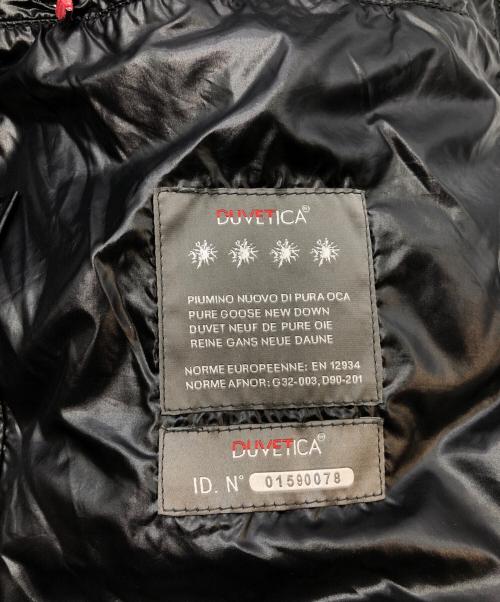 DUVETICA®
PIUMINO NUOVO DI PURA OCA
PURE GOOSE NEW DOWN
DUVET NEUF DE PURE OIE
REINE GANS NEUE DAUNE
NORME EUROPEENNE: EN 12934
NORME AFNOR: G32-003, D90-201
DUVETICA®
ID. N° 01590078